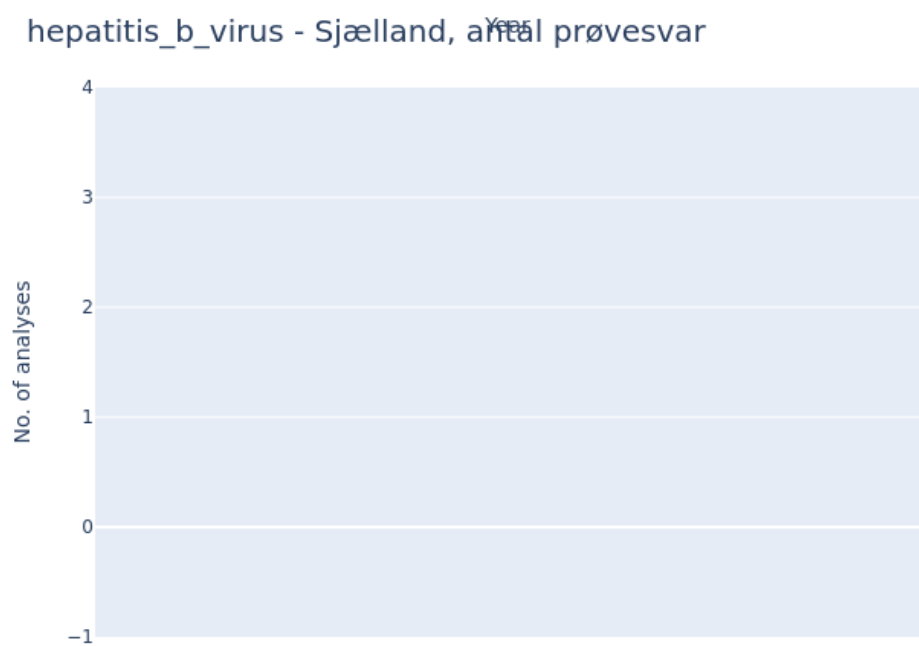 hepatitis_b_virus - Sjælland, antal prøvesvar
Year
4
3
2
1
0
−1
No. of analyses